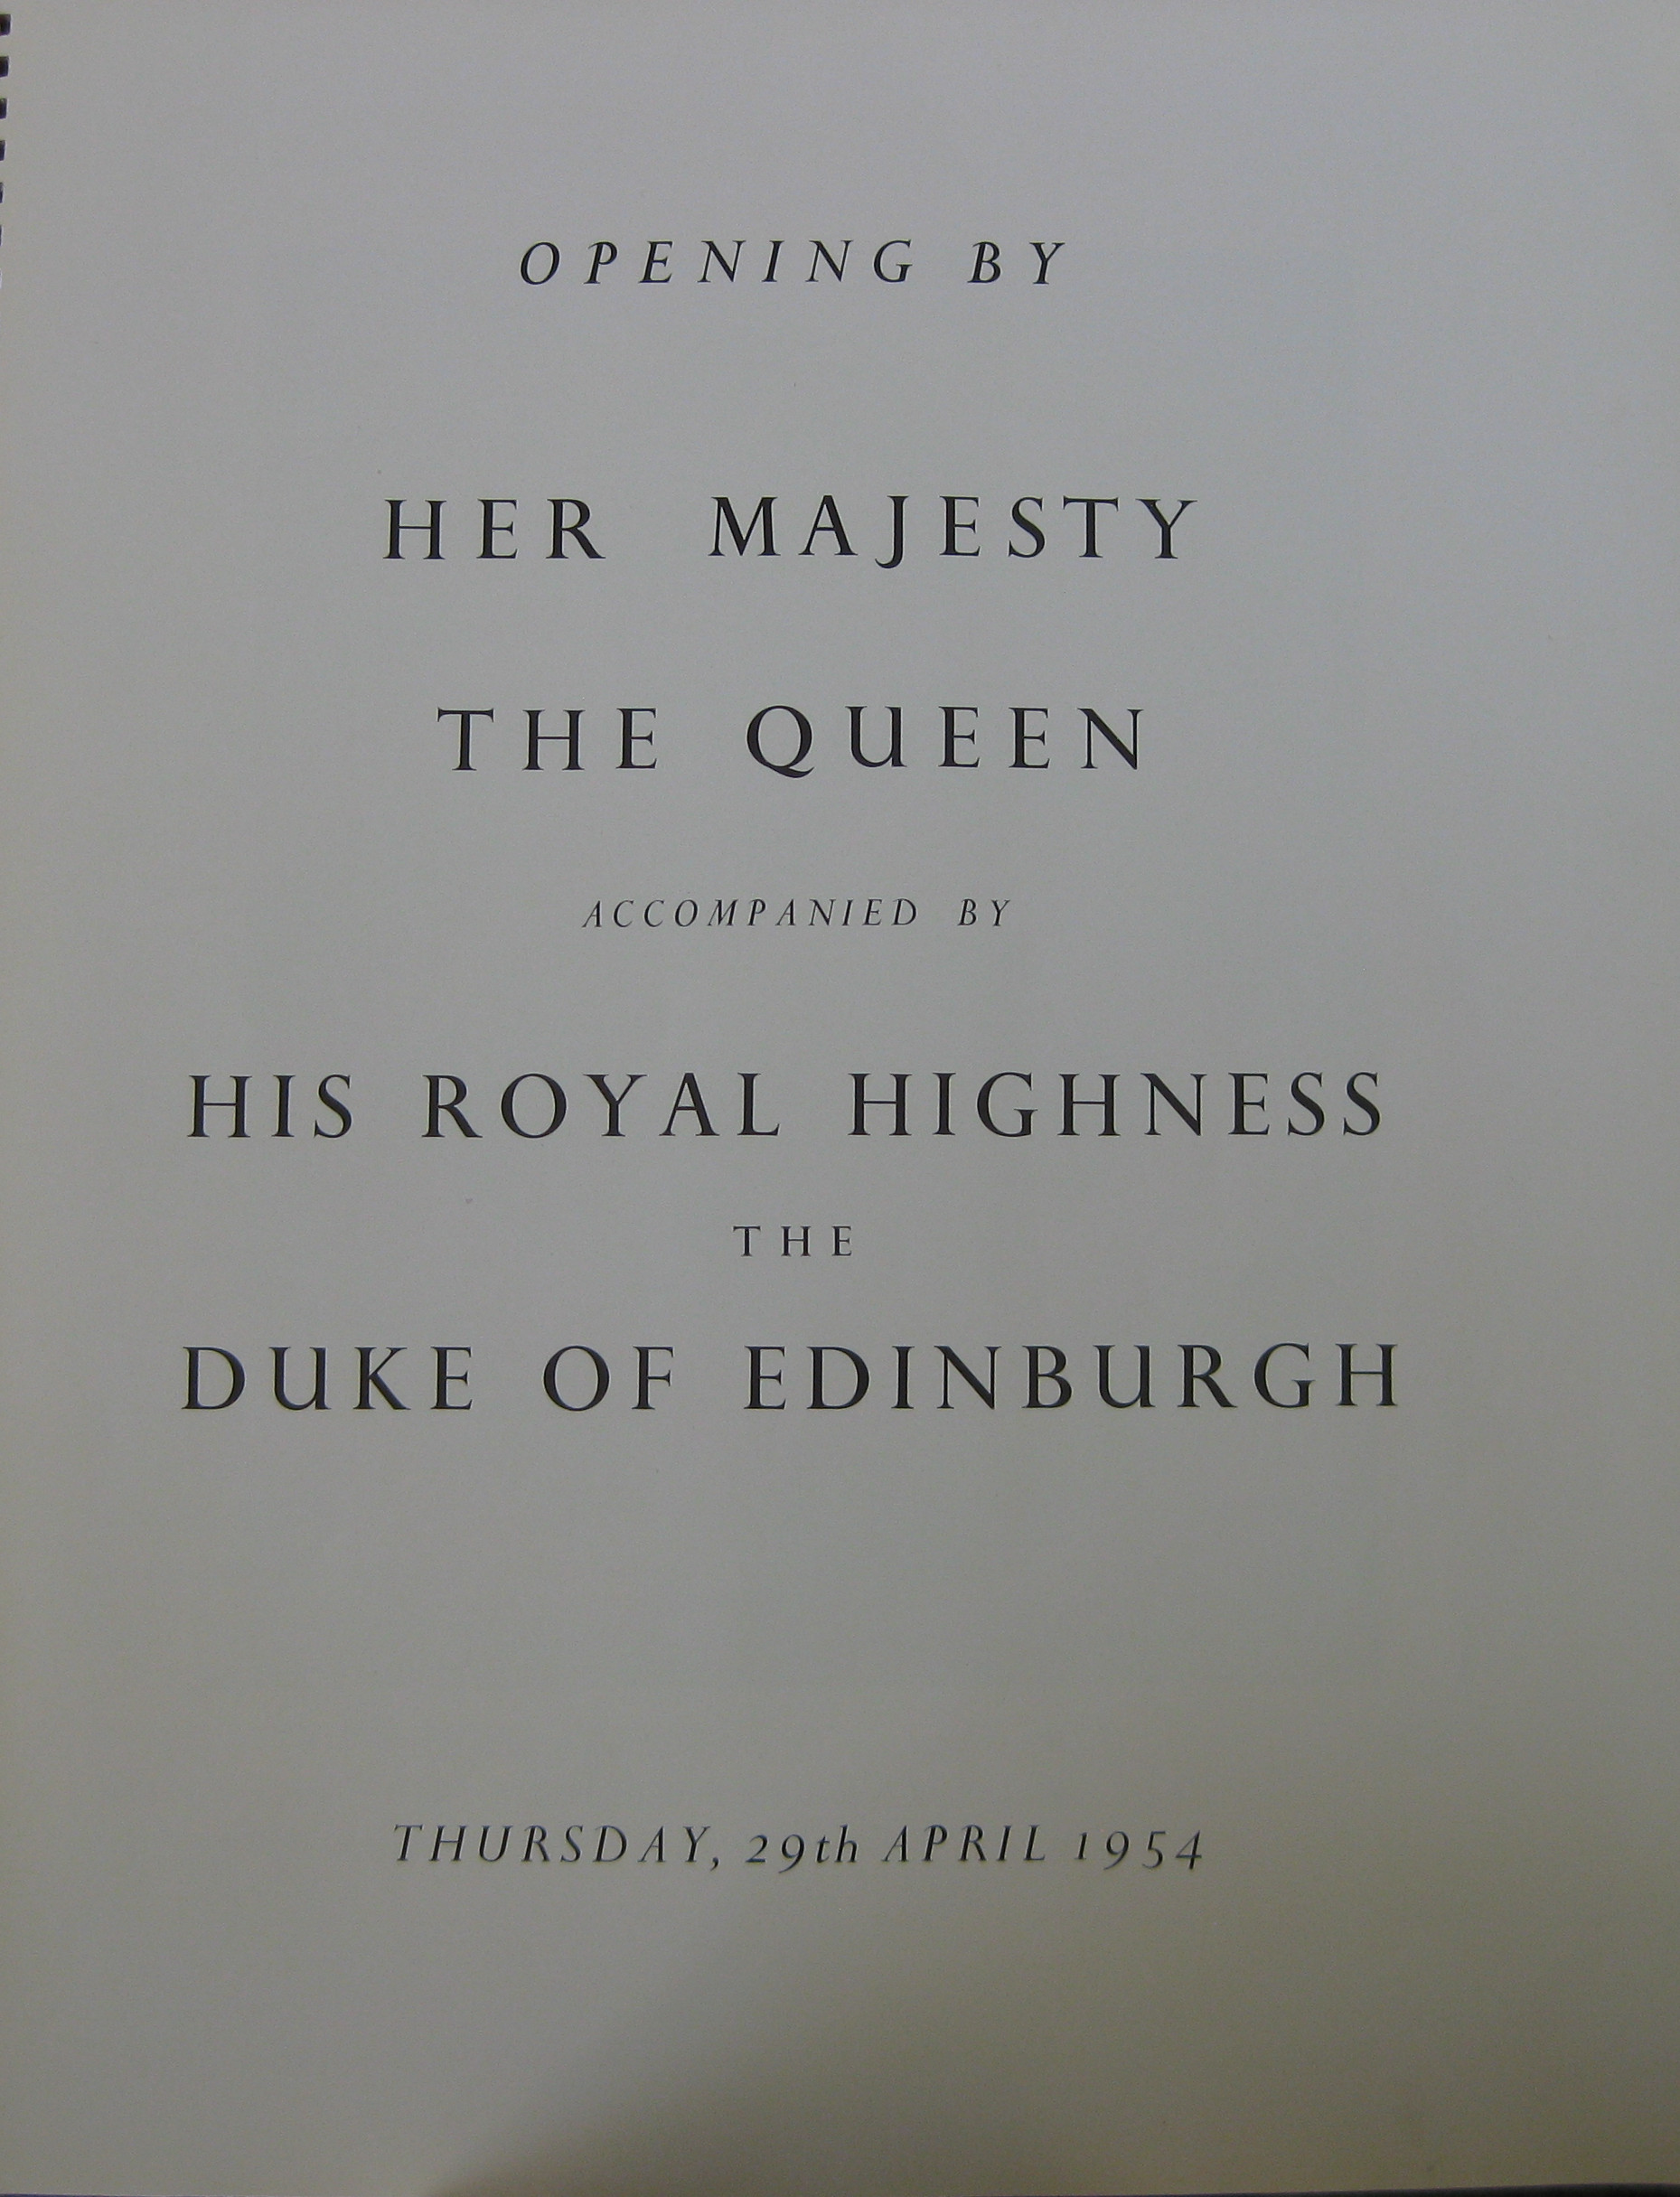 OPENING BY
HER MAJESTY
THE QUEEN
ACCOMPANIED BY
HIS ROYAL HIGHNESS
THE
DUKE OF EDINBURGH
THURSDAY, 29th APRIL 1954